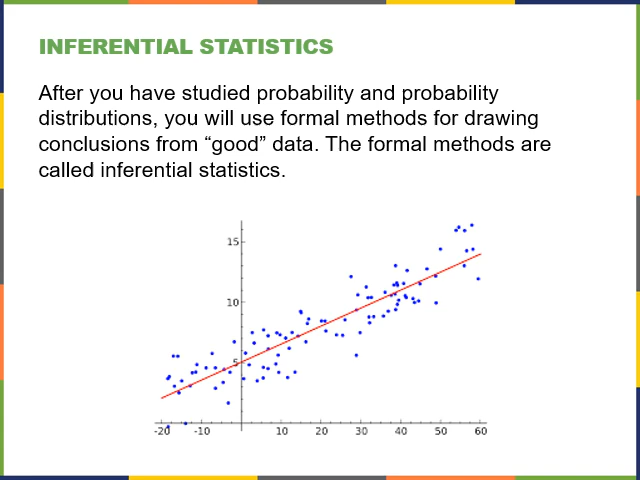 INFERENTIAL STATISTICS
After you have studied probability and probability
distributions, you will use formal methods for drawing
conclusions from “good” data. The formal methods are
called inferential statistics.
15
10
5
-20 -10 10 20 30 40 50 60